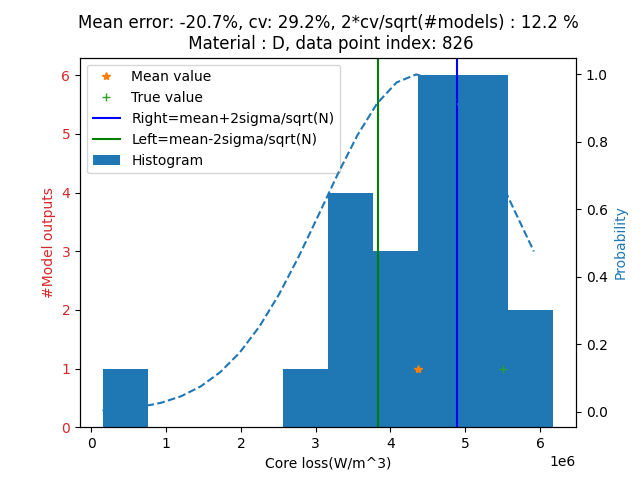 Mean error: -20.7%, cv: 29.2%, 2*cv/sqrt(#models) : 12.2 %
Material : D, data point index: 826
Mean value
True value
Right=mean+2sigma/sqrt(N)
Left=mean-2sigma/sqrt(N)
Histogram
#Model outputs
6
5
4
3
2
1
0
Probability
1.0
0.8
0.6
0.4
0.2
0.0
0 1 2 3 4 5 6
1e6
Core loss(W/m^3)